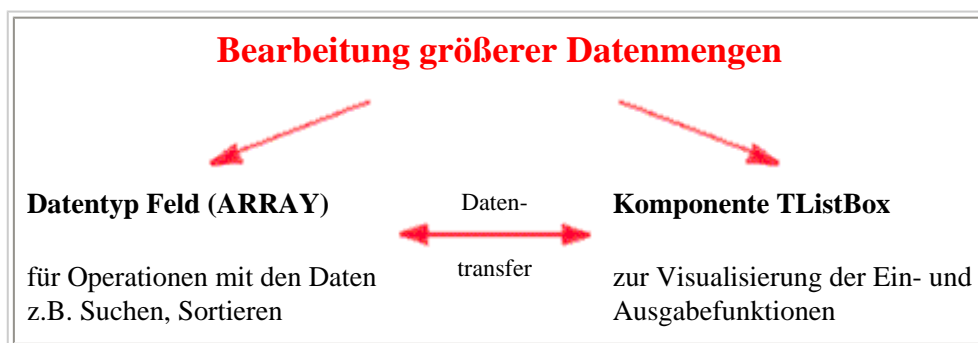 Bearbeitung größerer Datenmengen
Datentyp Feld (ARRAY)
für Operationen mit den Daten
z.B. Suchen, Sortieren
Daten-
transfer
Komponente TListBox
zur Visualisierung der Ein- und
Ausgabefunktionen